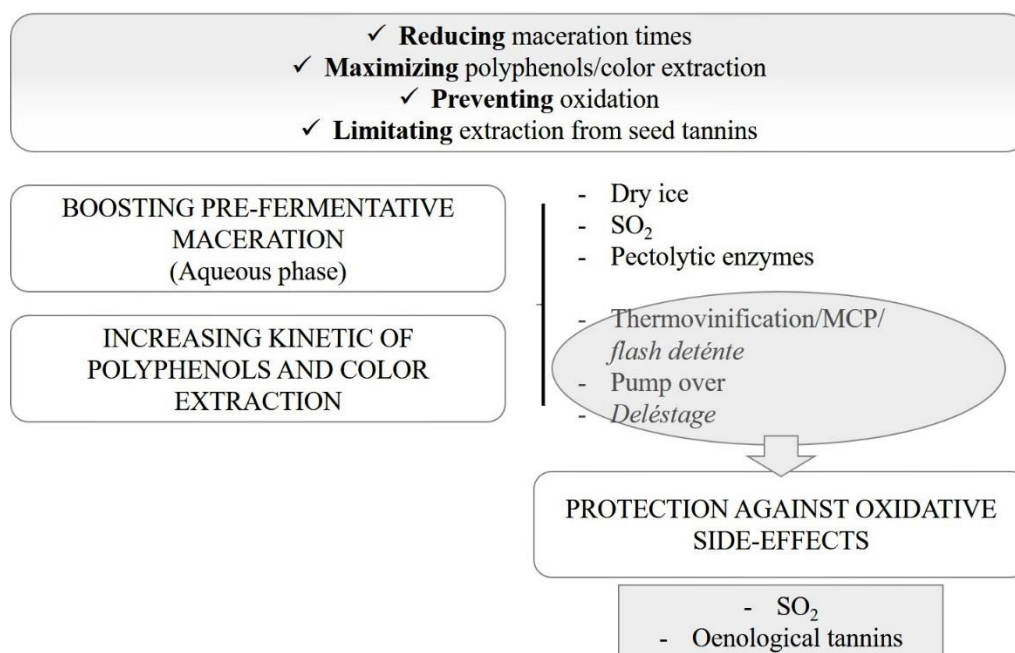 ✓ Reducing maceration times
✓ Maximizing polyphenols/color extraction
✓ Preventing oxidation
✓ Limitating extraction from seed tannins
BOOSTING PRE-FERMENTATIVE
MACERATION
(Aqueous phase)
INCREASING KINETIC OF
POLYPHENOLS AND COLOR
EXTRACTION
- Dry ice
- SO₂
- Pectolytic enzymes
- Thermovinification/MCP/
flash deténte
- Pump over
- Deléstage
PROTECTION AGAINST OXIDATIVE
SIDE-EFFECTS
- SO₂
- Oenological tannins